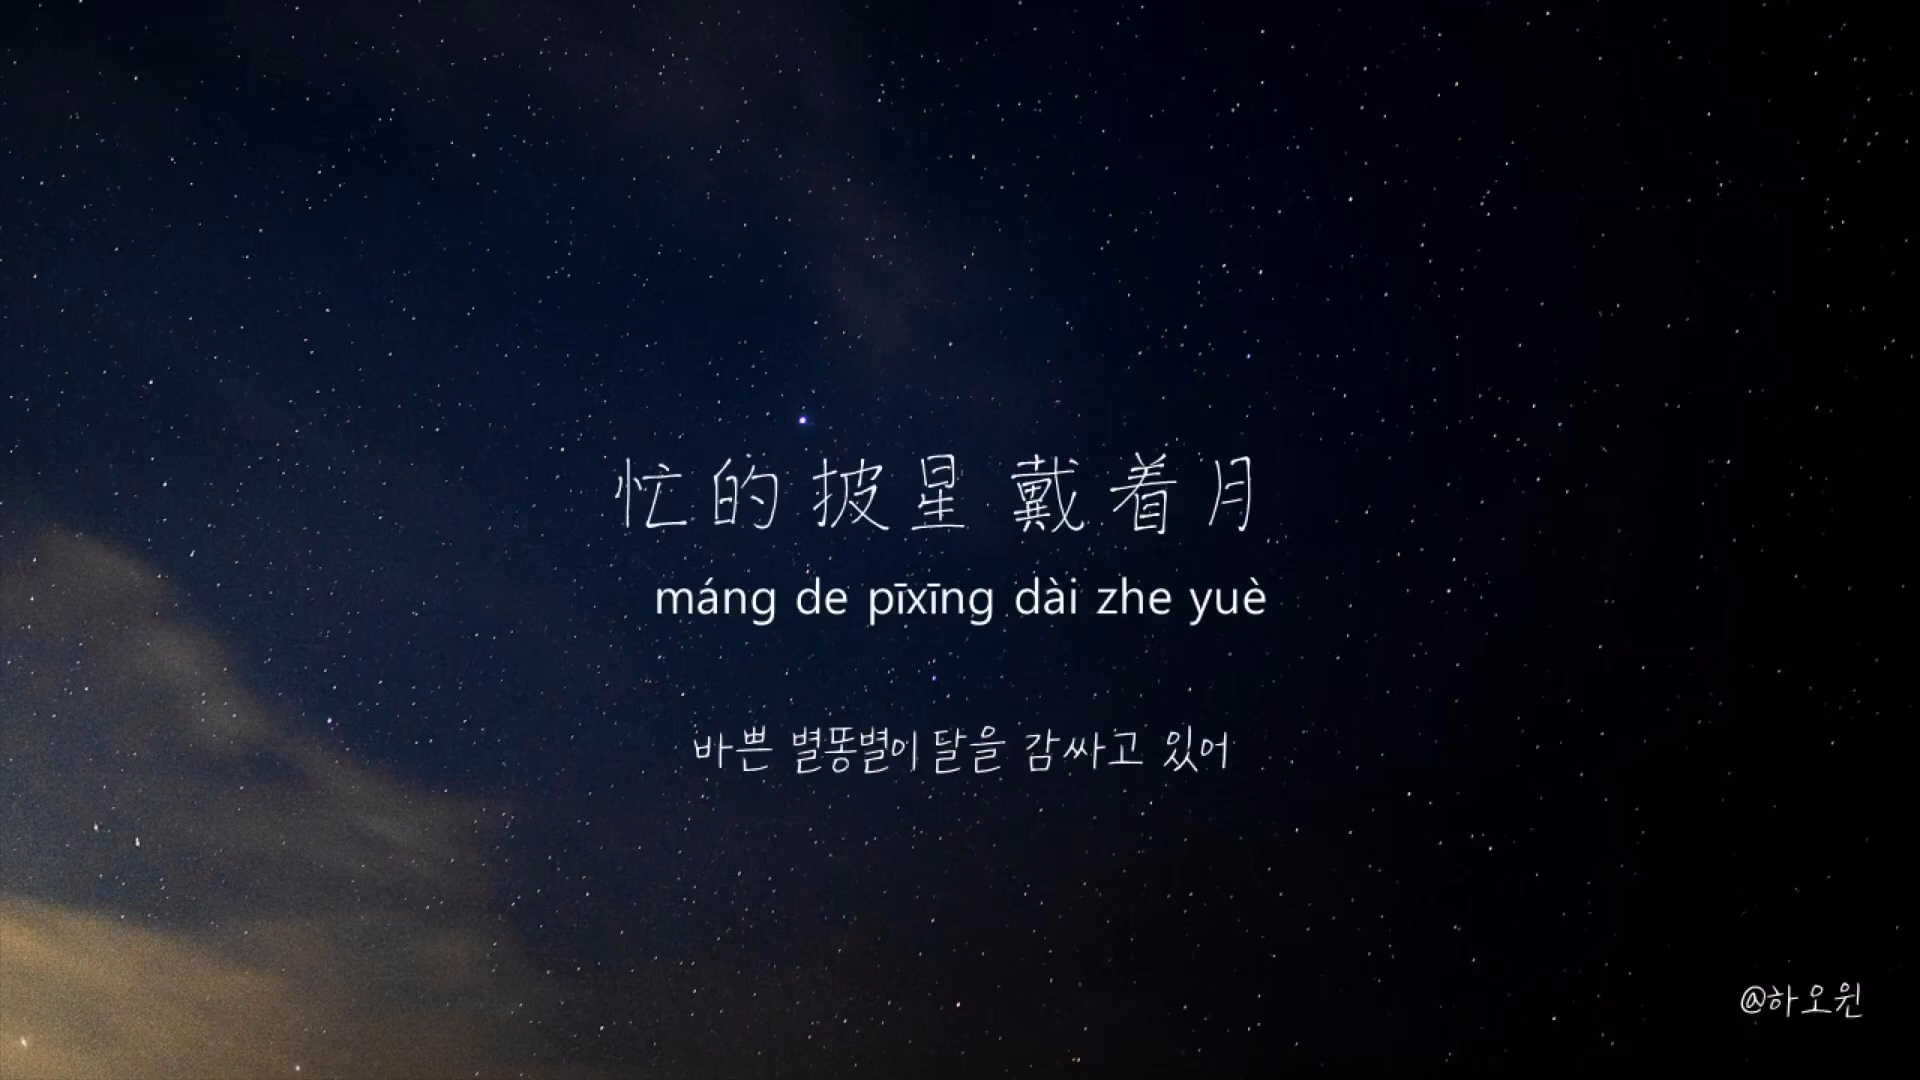 忙的披星 戴着月
máng de pīxīng dài zhe yuè
바쁜 별똥별이 달을 감싸고 있어
@하오윈